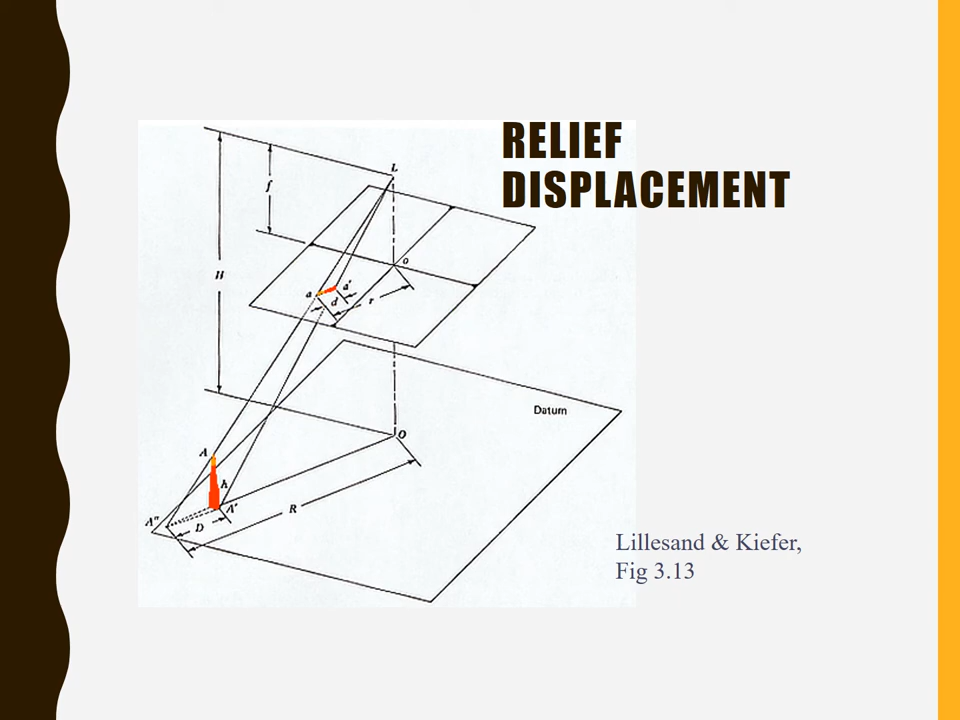 RELIEF
DISPLACEMENT
L
f
H
o
a
a'
d
r
Datum
O
A
h
A'
R
A"
D
Lillesand & Kiefer,
Fig 3.13